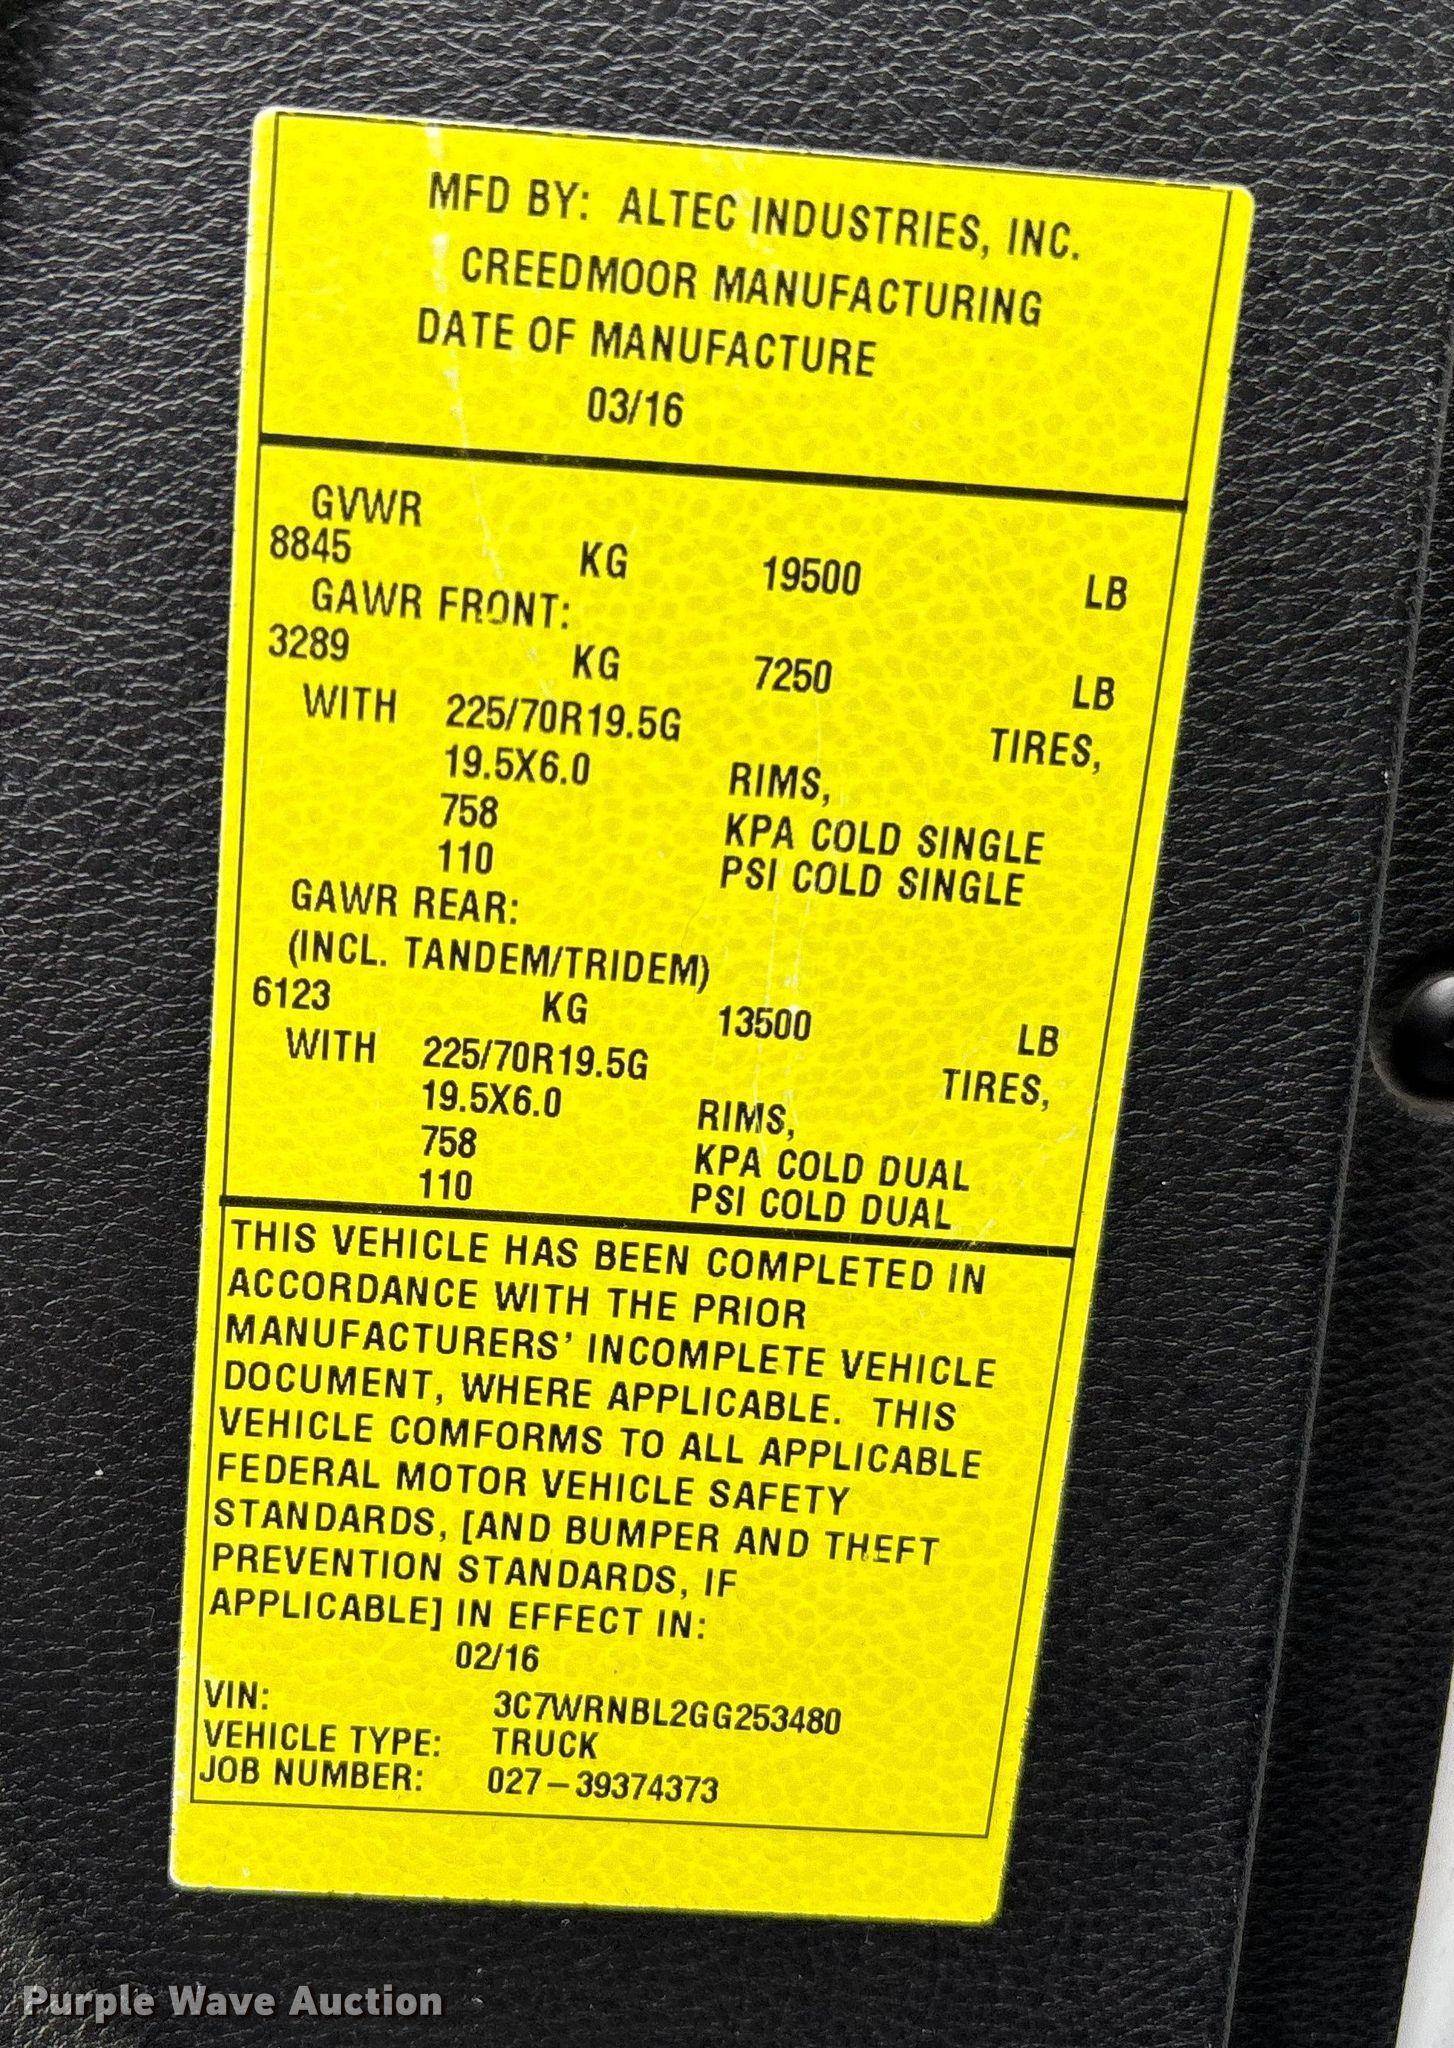 MFD BY: ALTEC INDUSTRIES, INC.
CREEDMOOR MANUFACTURING
DATE OF MANUFACTURE
03/16
GVWR
8845 KG 19500 LB
GAWR FRONT:
3289 KG 7250 LB
WITH 225/70R19.5G TIRES,
19.5X6.0 RIMS,
758 KPA COLD SINGLE
110 PSI COLD SINGLE
GAWR REAR:
(INCL. TANDEM/TRIDEM)
6123 KG 13500 LB
WITH 225/70R19.5G TIRES,
19.5X6.0 RIMS,
758 KPA COLD DUAL
110 PSI COLD DUAL
THIS VEHICLE HAS BEEN COMPLETED IN
ACCORDANCE WITH THE PRIOR
MANUFACTURERS' INCOMPLETE VEHICLE
DOCUMENT, WHERE APPLICABLE. THIS
VEHICLE COMFORMS TO ALL APPLICABLE
FEDERAL MOTOR VEHICLE SAFETY
STANDARDS, [AND BUMPER AND THEFT
PREVENTION STANDARDS, IF
APPLICABLE] IN EFFECT IN:
02/16
VIN: 3C7WRNBL2GG253480
VEHICLE TYPE: TRUCK
JOB NUMBER: 027-39374373
Purple Wave Auction